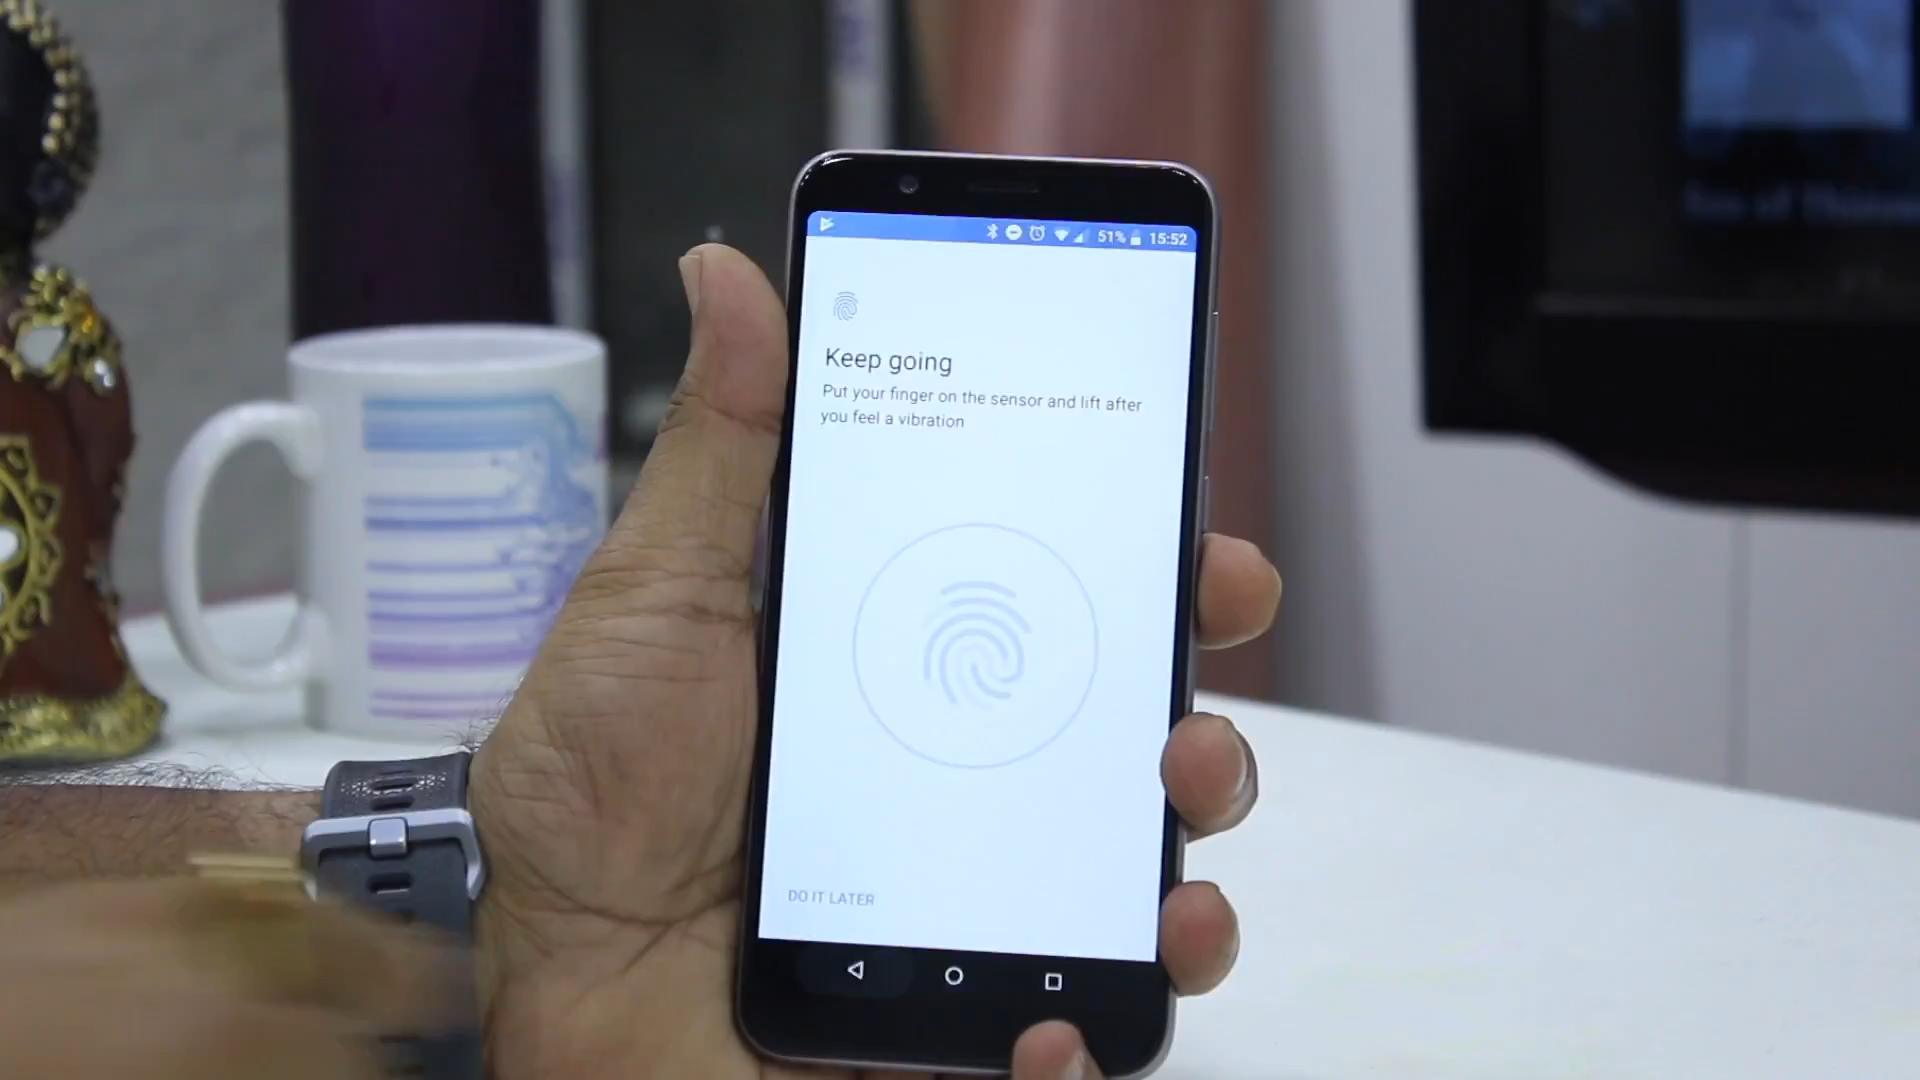 51% 15:52
Keep going
Put your finger on the sensor and lift after
you feel a vibration
DO IT LATER